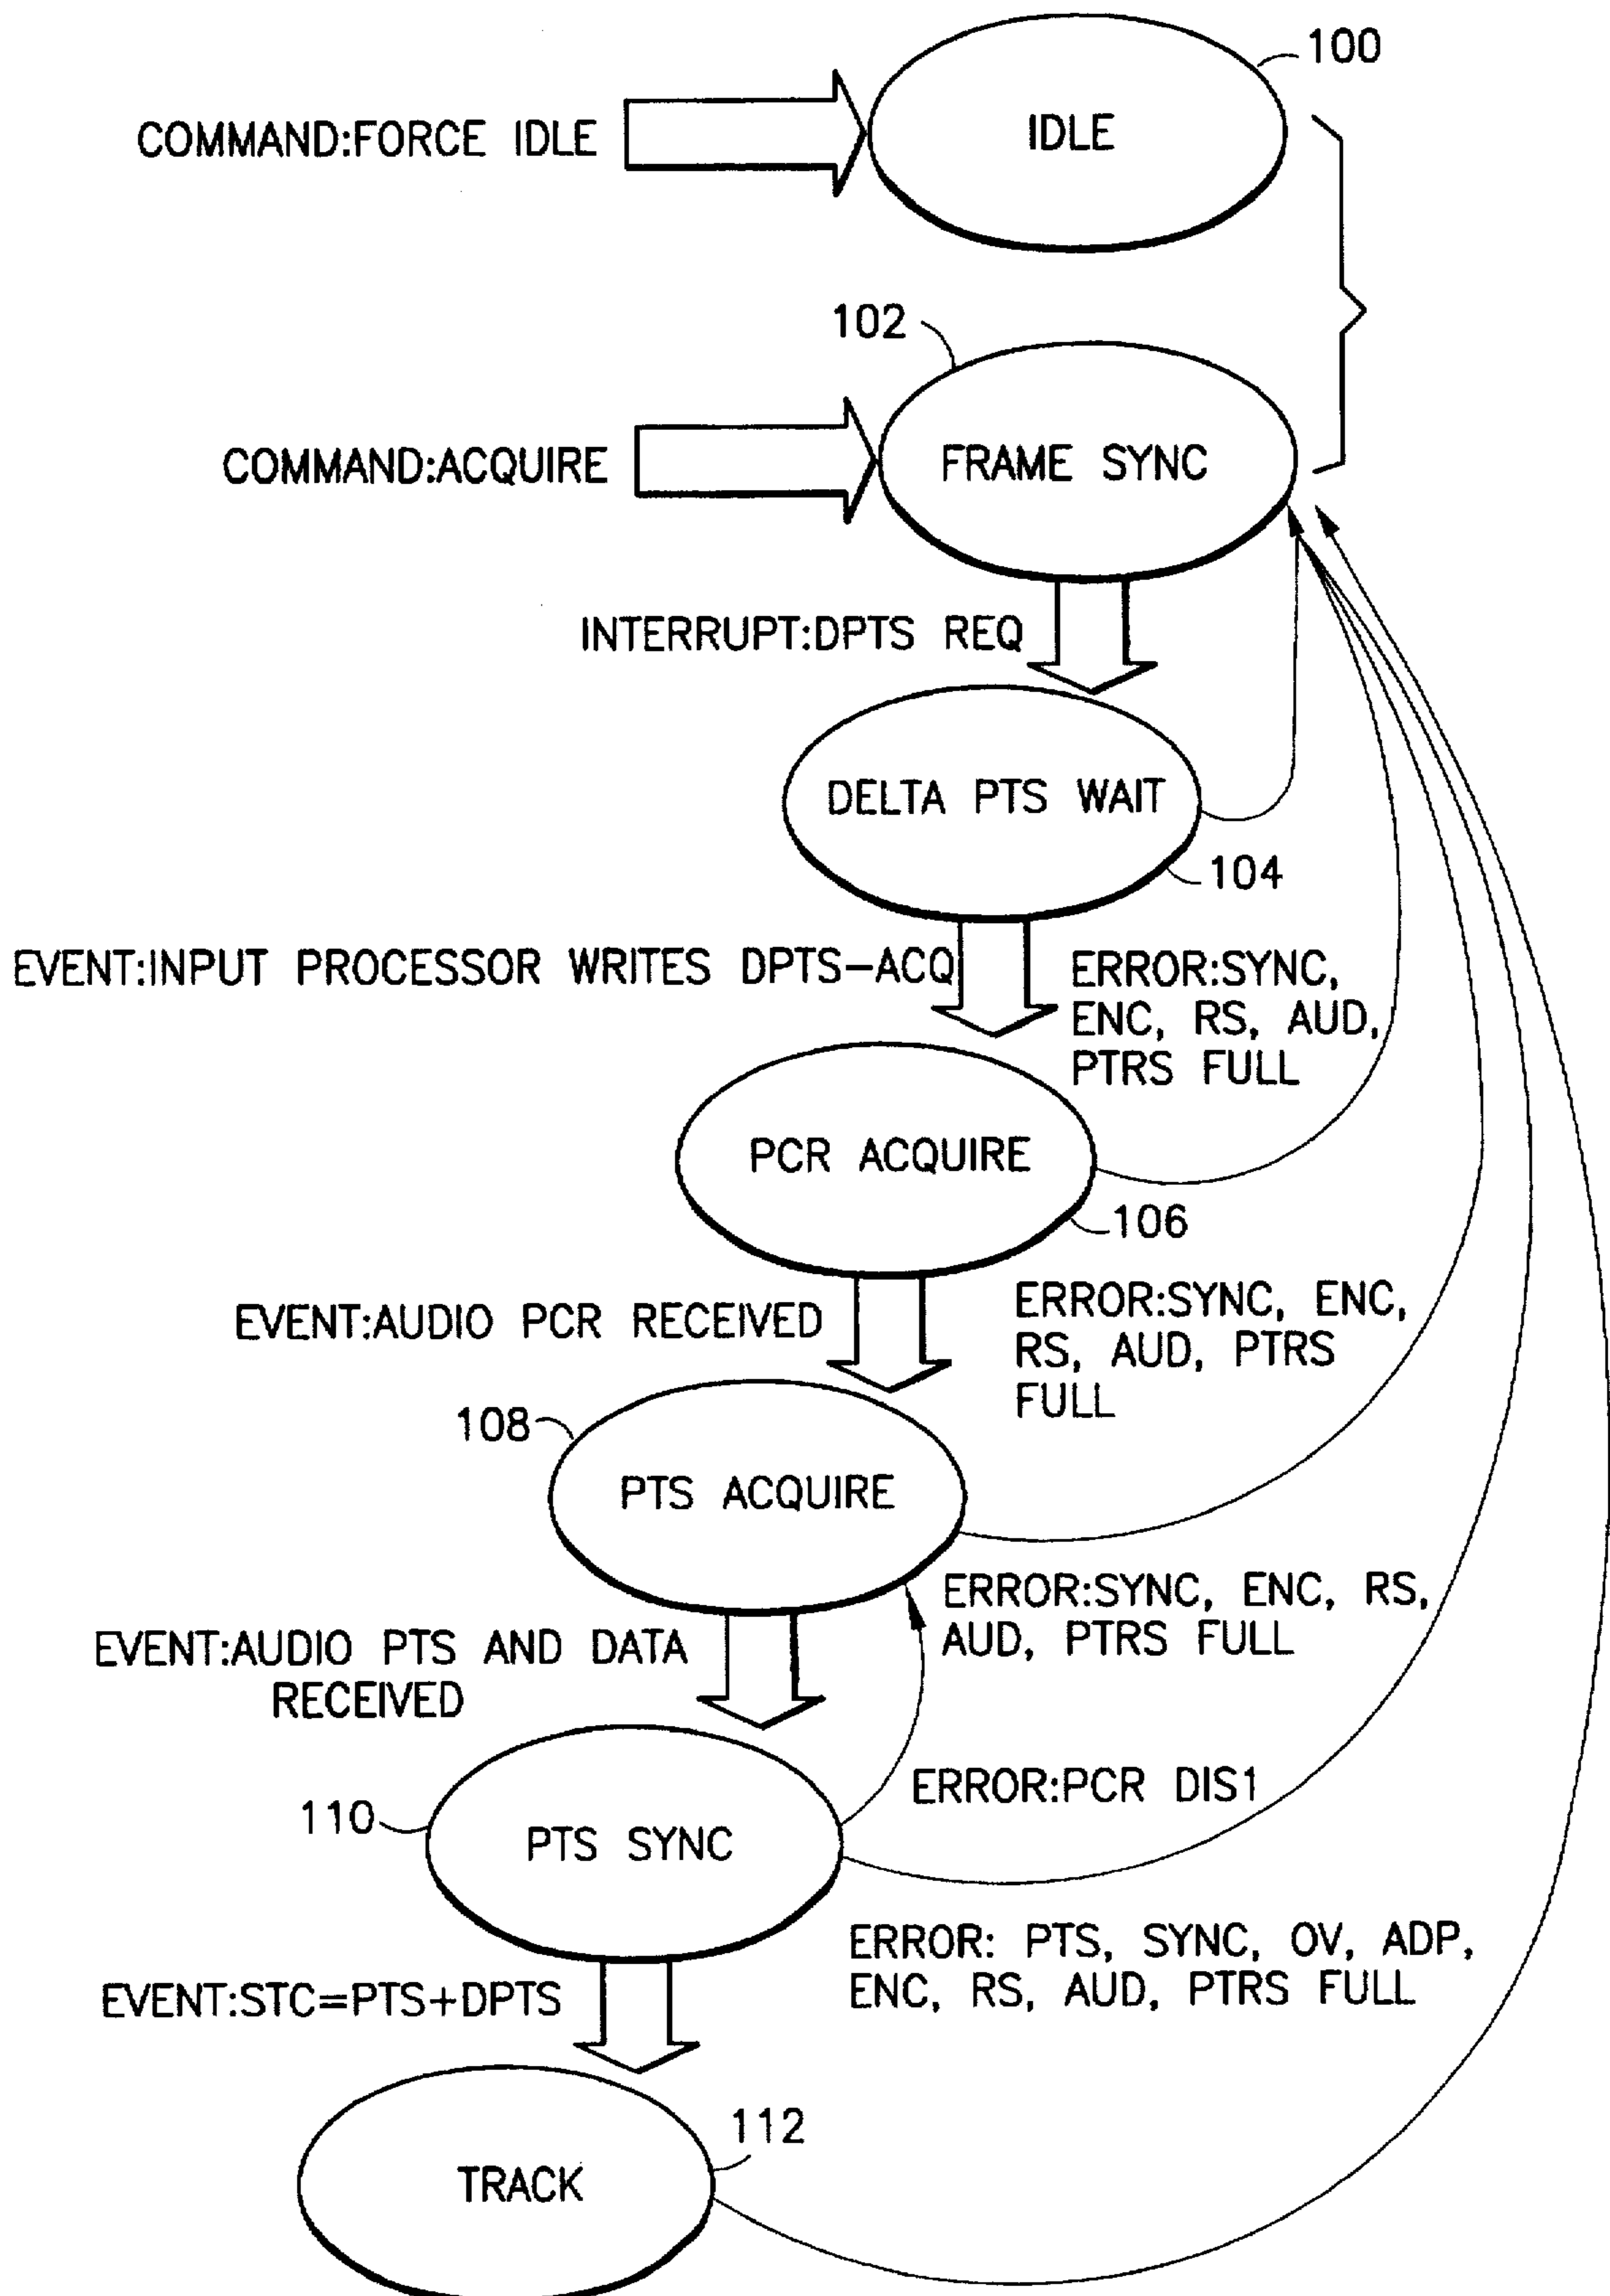 100
IDLE
COMMAND:FORCE IDLE
102
FRAME SYNC
COMMAND:ACQUIRE
INTERRUPT:DPTS REQ
DELTA PTS WAIT
104
EVENT:INPUT PROCESSOR WRITES DPTS-ACQ
ERROR:SYNC,
ENC, RS, AUD,
PTRS FULL
PCR ACQUIRE
106
EVENT:AUDIO PCR RECEIVED
ERROR:SYNC, ENC,
RS, AUD, PTRS
FULL
108
PTS ACQUIRE
ERROR:SYNC, ENC, RS,
AUD, PTRS FULL
EVENT:AUDIO PTS AND DATA
RECEIVED
ERROR:PCR DIS1
110
PTS SYNC
ERROR: PTS, SYNC, OV, ADP,
ENC, RS, AUD, PTRS FULL
EVENT:STC=PTS+DPTS
112
TRACK